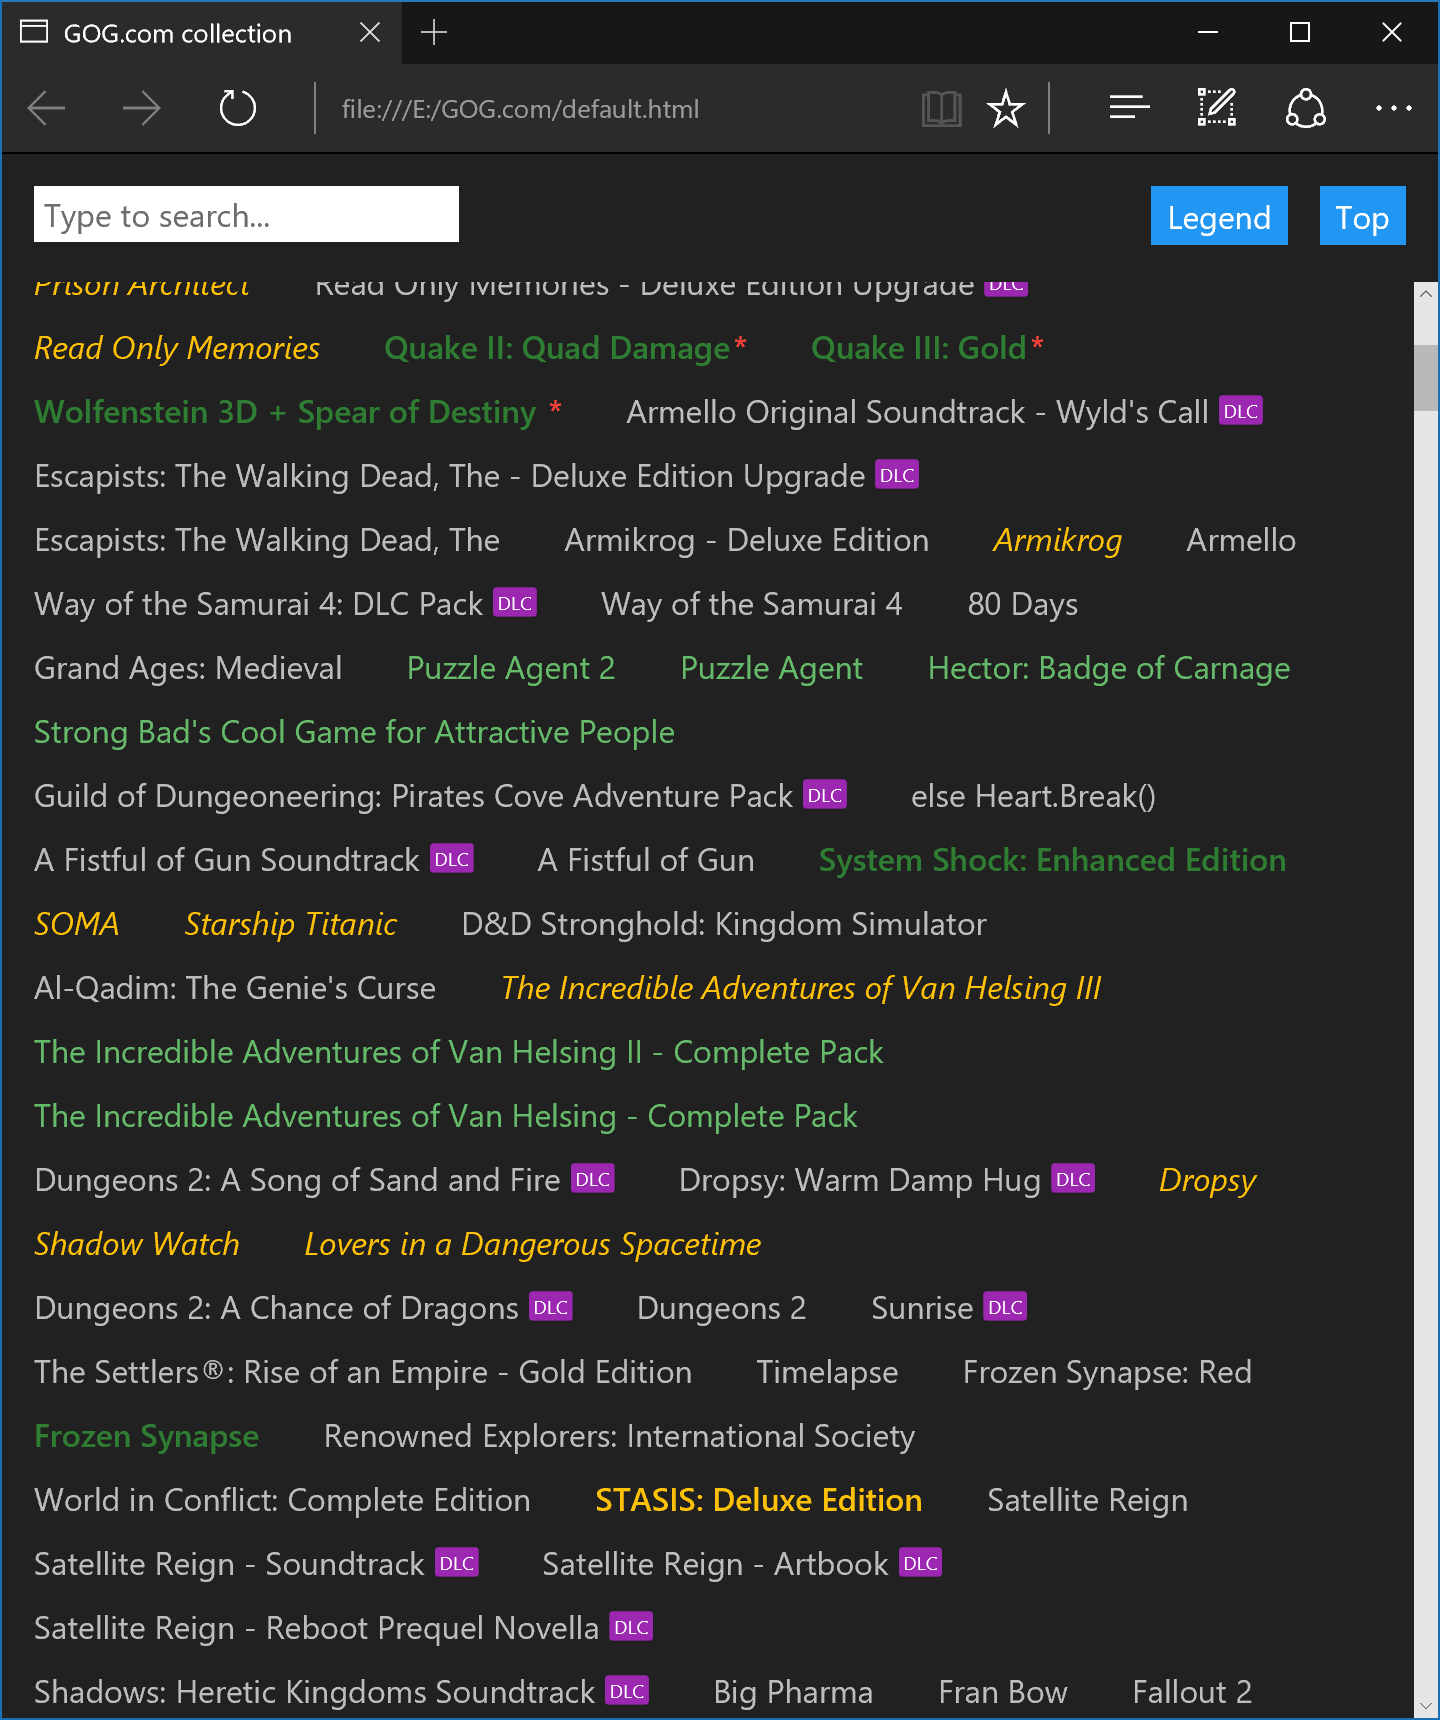 GOG.com collection
file:///E:/GOG.com/default.html
Type to search... Legend Top
Prison Architect Read Only Memories - Deluxe Edition Upgrade DLC
Read Only Memories Quake II: Quad Damage* Quake III: Gold*
Wolfenstein 3D + Spear of Destiny * Armello Original Soundtrack - Wyld's Call DLC
Escapists: The Walking Dead, The - Deluxe Edition Upgrade DLC
Escapists: The Walking Dead, The Armikrog - Deluxe Edition Armikrog Armello
Way of the Samurai 4: DLC Pack DLC Way of the Samurai 4 80 Days
Grand Ages: Medieval Puzzle Agent 2 Puzzle Agent Hector: Badge of Carnage
Strong Bad's Cool Game for Attractive People
Guild of Dungeoneering: Pirates Cove Adventure Pack DLC else Heart.Break()
A Fistful of Gun Soundtrack DLC A Fistful of Gun System Shock: Enhanced Edition
SOMA Starship Titanic D&D Stronghold: Kingdom Simulator
Al-Qadim: The Genie's Curse The Incredible Adventures of Van Helsing III
The Incredible Adventures of Van Helsing II - Complete Pack
The Incredible Adventures of Van Helsing - Complete Pack
Dungeons 2: A Song of Sand and Fire DLC Dropsy: Warm Damp Hug DLC Dropsy
Shadow Watch Lovers in a Dangerous Spacetime
Dungeons 2: A Chance of Dragons DLC Dungeons 2 Sunrise DLC
The Settlers®: Rise of an Empire - Gold Edition Timelapse Frozen Synapse: Red
Frozen Synapse Renowned Explorers: International Society
World in Conflict: Complete Edition STASIS: Deluxe Edition Satellite Reign
Satellite Reign - Soundtrack DLC Satellite Reign - Artbook DLC
Satellite Reign - Reboot Prequel Novella DLC
Shadows: Heretic Kingdoms Soundtrack DLC Big Pharma Fran Bow Fallout 2